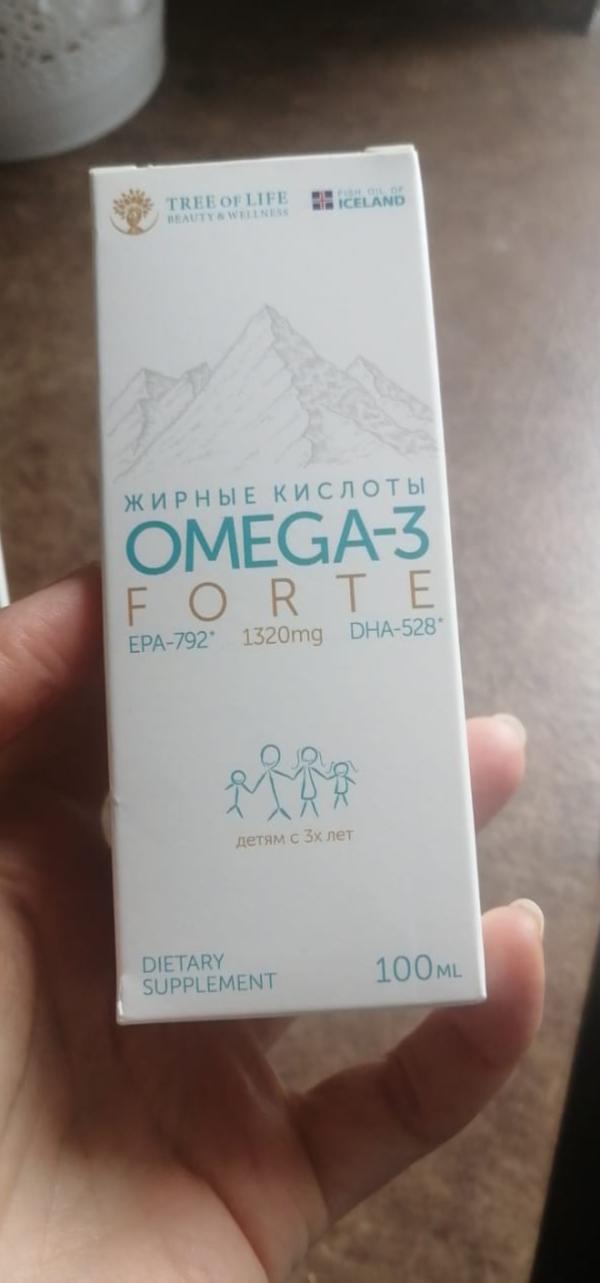 TREE OF LIFE
BEAUTY & WELLNESS
FISH OIL OF
ICELAND
ЖИРНЫЕ КИСЛОТЫ
OMEGA-3
FORTE
EPA-792* 1320mg DHA-528*
детям с 3х лет
DIETARY
SUPPLEMENT
100ML